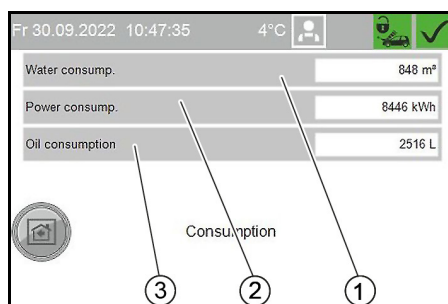 Fr 30.09.2022 10:47:35 4°C
Water consump. 848 m³
Power consump. 8446 kWh
Oil consumption 2516 L
Consumption
3 2 1